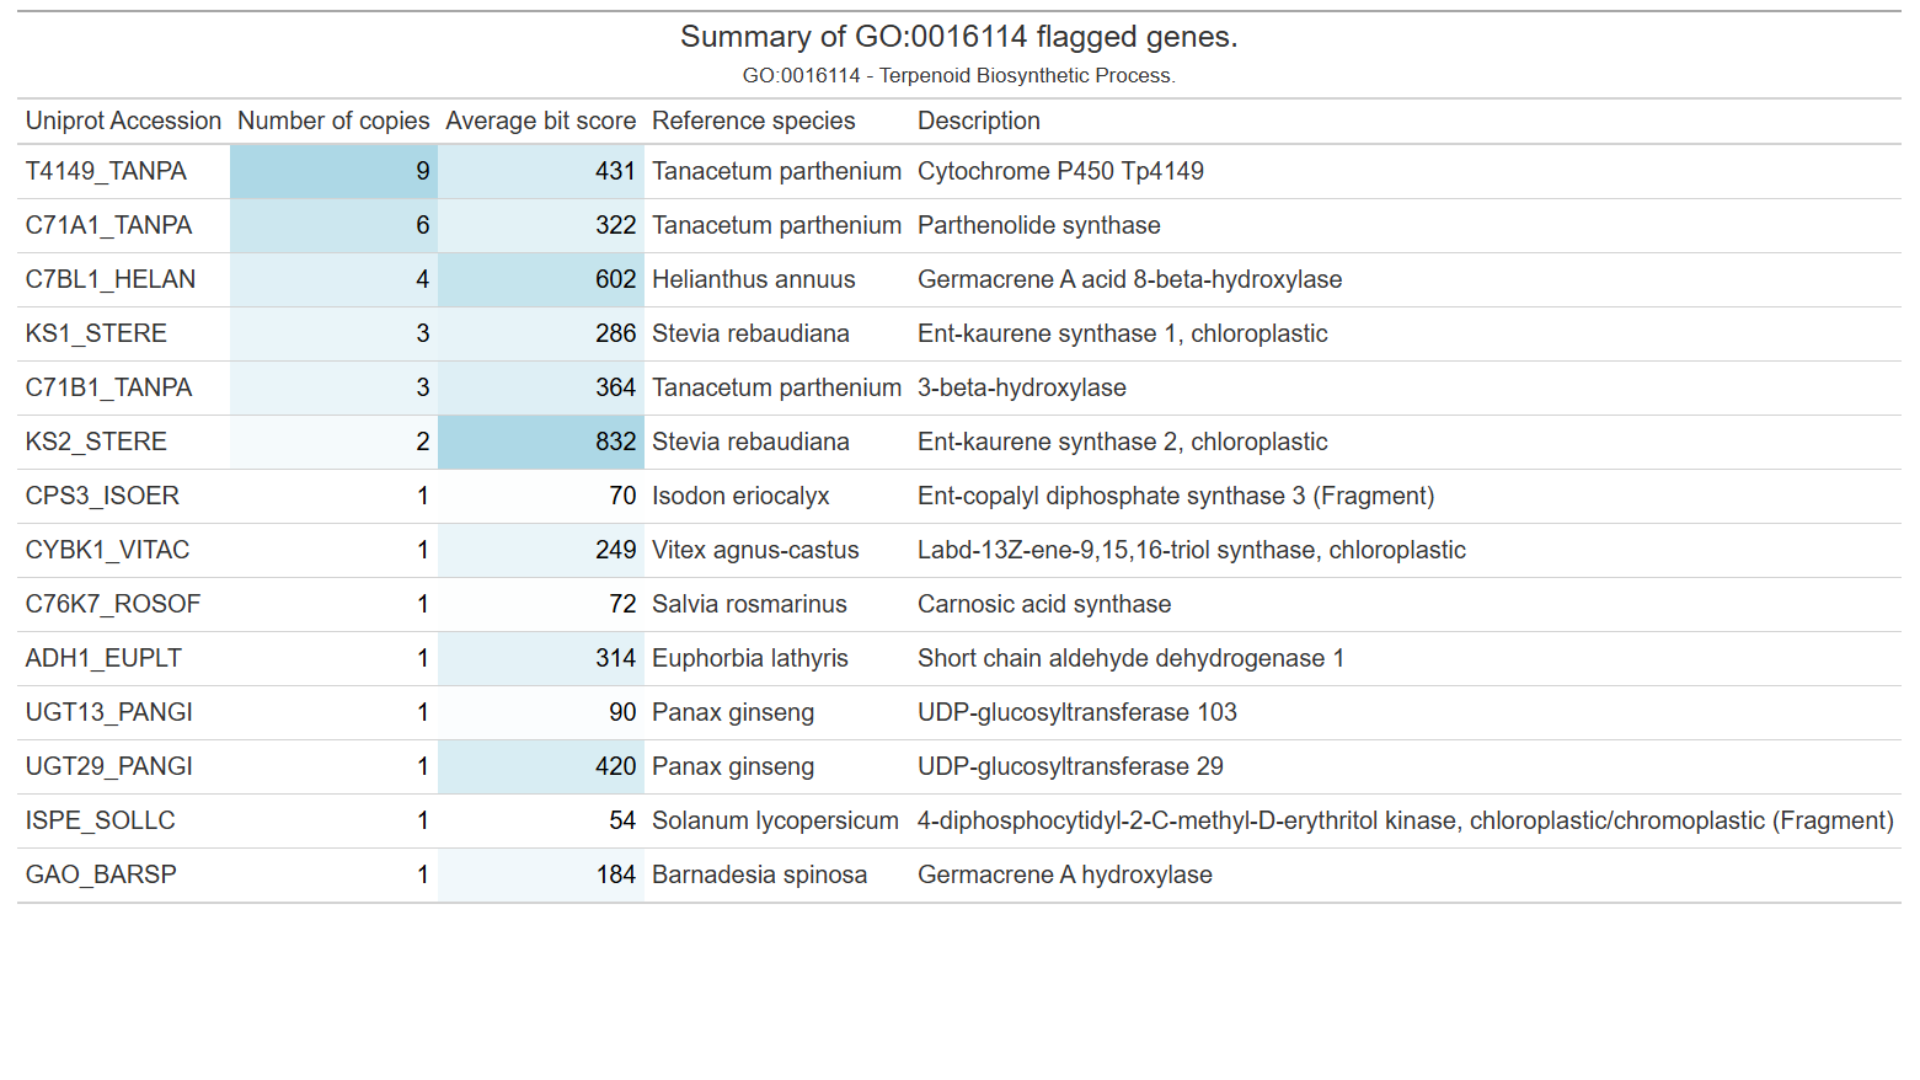 Summary of GO:0016114 flagged genes.
GO:0016114 - Terpenoid Biosynthetic Process.
Uniprot Accession Number of copies Average bit score Reference species Description
T4149_TANPA 9 431 Tanacetum parthenium Cytochrome P450 Tp4149
C71A1_TANPA 6 322 Tanacetum parthenium Parthenolide synthase
C7BL1_HELAN 4 602 Helianthus annuus Germacrene A acid 8-beta-hydroxylase
KS1_STERE 3 286 Stevia rebaudiana Ent-kaurene synthase 1, chloroplastic
C71B1_TANPA 3 364 Tanacetum parthenium 3-beta-hydroxylase
KS2_STERE 2 832 Stevia rebaudiana Ent-kaurene synthase 2, chloroplastic
CPS3_ISOER 1 70 Isodon eriocalyx Ent-copalyl diphosphate synthase 3 (Fragment)
CYBK1_VITAC 1 249 Vitex agnus-castus Labd-13Z-ene-9,15,16-triol synthase, chloroplastic
C76K7_ROSOF 1 72 Salvia rosmarinus Carnosic acid synthase
ADH1_EUPLT 1 314 Euphorbia lathyris Short chain aldehyde dehydrogenase 1
UGT13_PANGI 1 90 Panax ginseng UDP-glucosyltransferase 103
UGT29_PANGI 1 420 Panax ginseng UDP-glucosyltransferase 29
ISPE_SOLLC 1 54 Solanum lycopersicum 4-diphosphocytidyl-2-C-methyl-D-erythritol kinase, chloroplastic/chromoplastic (Fragment)
GAO_BARSP 1 184 Barnadesia spinosa Germacrene A hydroxylase